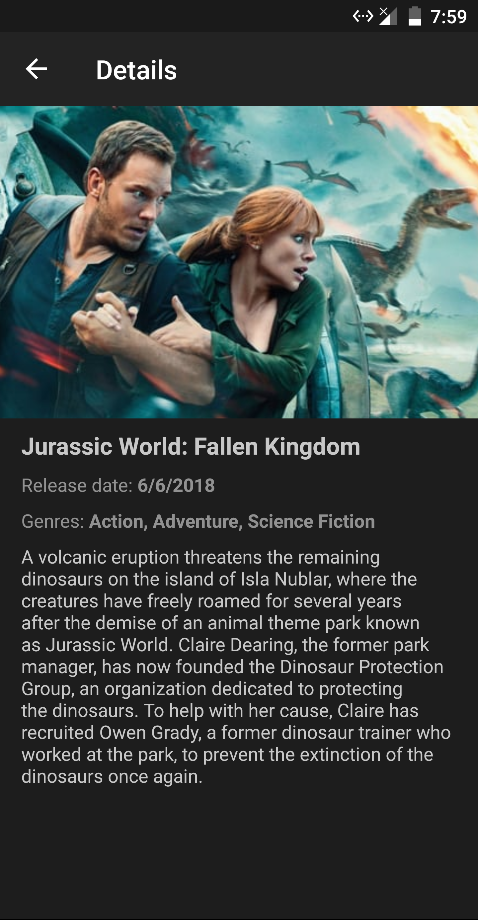 7:59
Details
Jurassic World: Fallen Kingdom
Release date: 6/6/2018
Genres: Action, Adventure, Science Fiction
A volcanic eruption threatens the remaining
dinosaurs on the island of Isla Nublar, where the
creatures have freely roamed for several years
after the demise of an animal theme park known
as Jurassic World. Claire Dearing, the former park
manager, has now founded the Dinosaur Protection
Group, an organization dedicated to protecting
the dinosaurs. To help with her cause, Claire has
recruited Owen Grady, a former dinosaur trainer who
worked at the park, to prevent the extinction of the
dinosaurs once again.